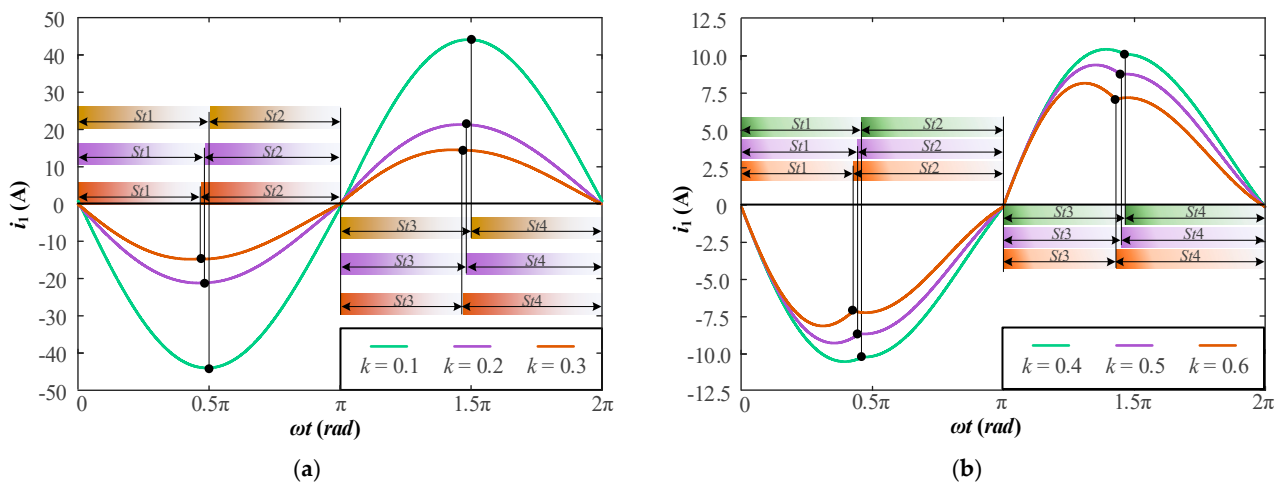 50
40
30
20
10
0
-10
-20
-30
-40
-50
i₁ (A)
St1 St2
St1 St2
St1 St2
St3 St4
St3 St4
St3 St4
k = 0.1 k = 0.2 k = 0.3
0 0.5π π 1.5π 2π
ωt (rad)
(a)
12.5
10.0
7.5
5.0
2.5
0
-2.5
-5.0
-7.5
-10.0
-12.5
i₁ (A)
St1 St2
St1 St2
St1 St2
St3 St4
St3 St4
St3 St4
k = 0.4 k = 0.5 k = 0.6
0 0.5π π 1.5π 2π
ωt (rad)
(b)